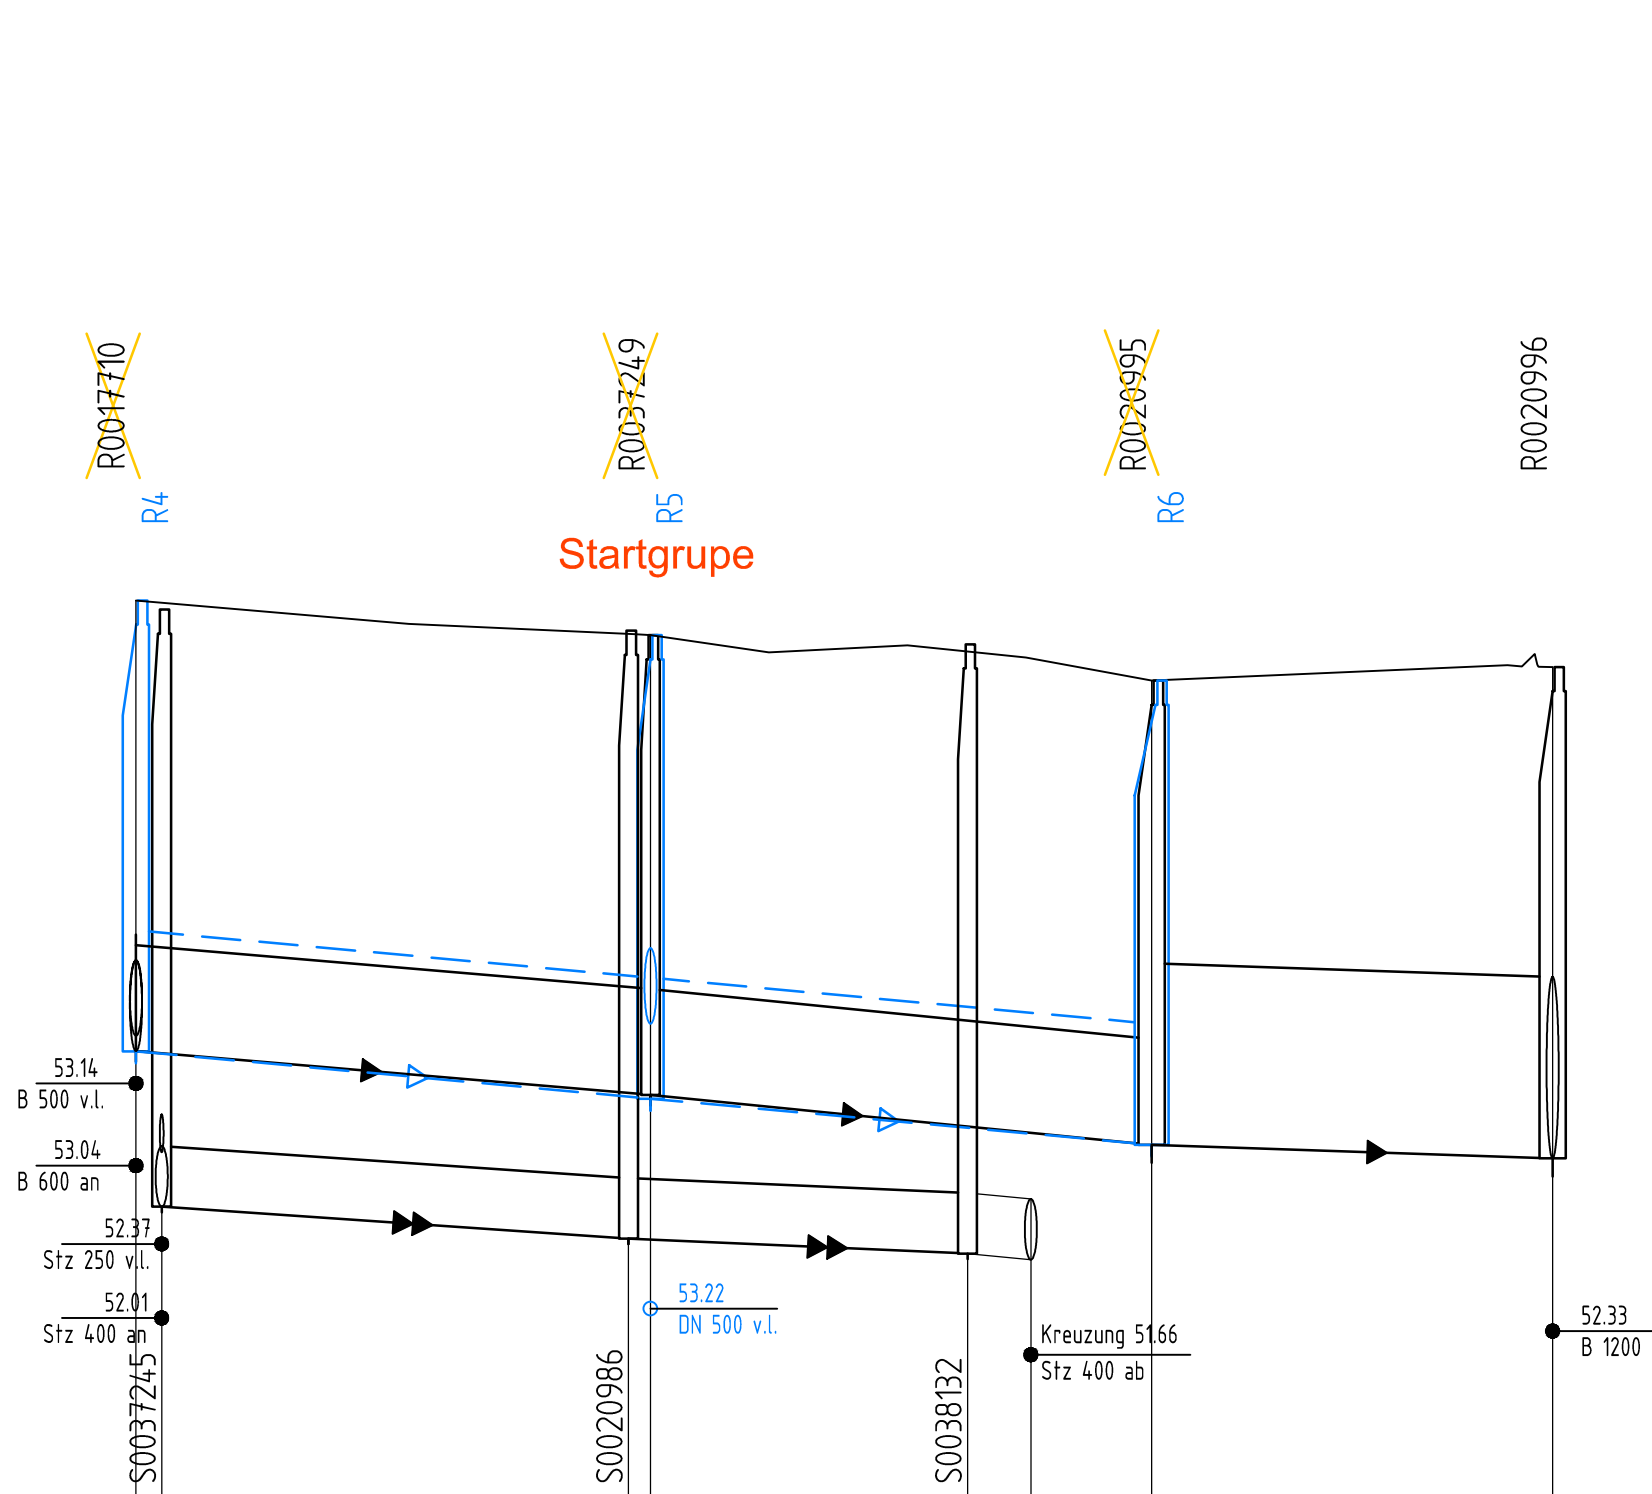 R0017710
R0037249
R0020995
R0020996
R4
R5
R6
Startgrupe
53.14
B 500 v.l.
53.04
B 600 an
52.37
Stz 250 v.l.
52.01
Stz 400 an
53.22
DN 500 v.l.
Kreuzung 51.66
Stz 400 ab
52.33
B 1200
S0037245
S0020986
S0038132